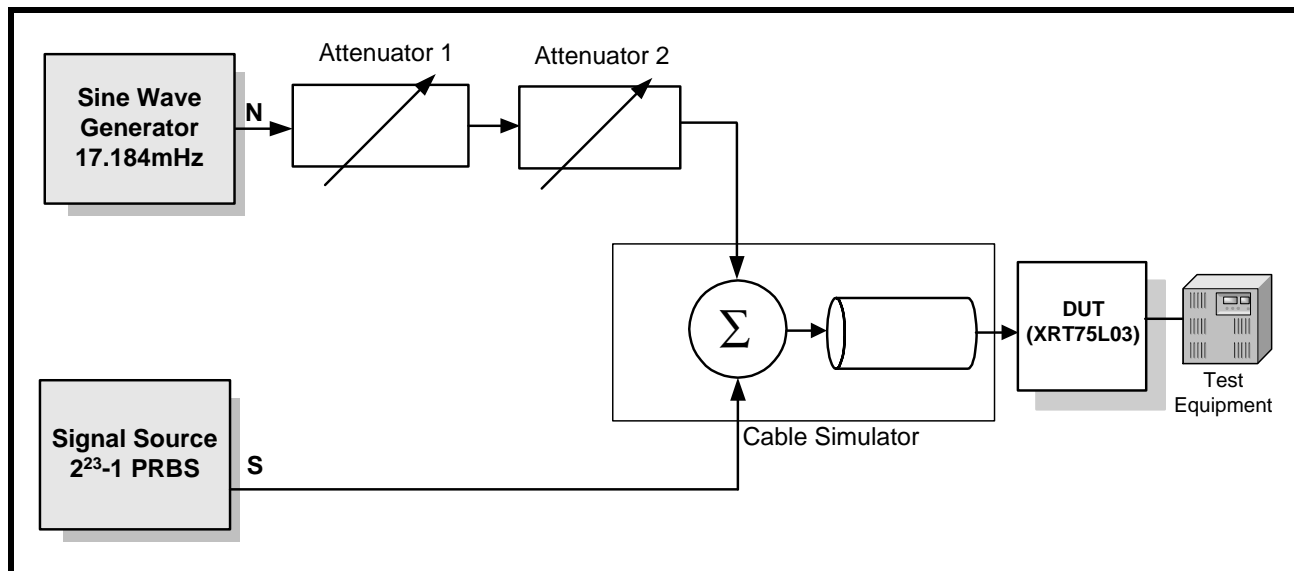 Attenuator 1
Attenuator 2
Sine Wave
Generator
17.184mHz
N
Σ
DUT
(XRT75L03)
Test
Equipment
Cable Simulator
Signal Source
2²³-1 PRBS
S